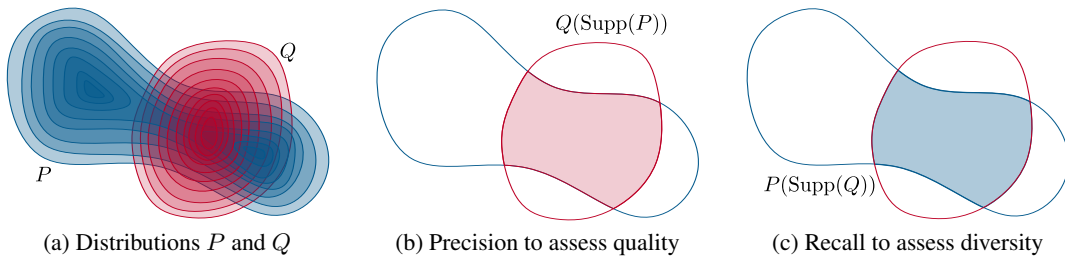 Q
P
Q(Supp(P))
P(Supp(Q))
(a) Distributions P and Q
(b) Precision to assess quality
(c) Recall to assess diversity